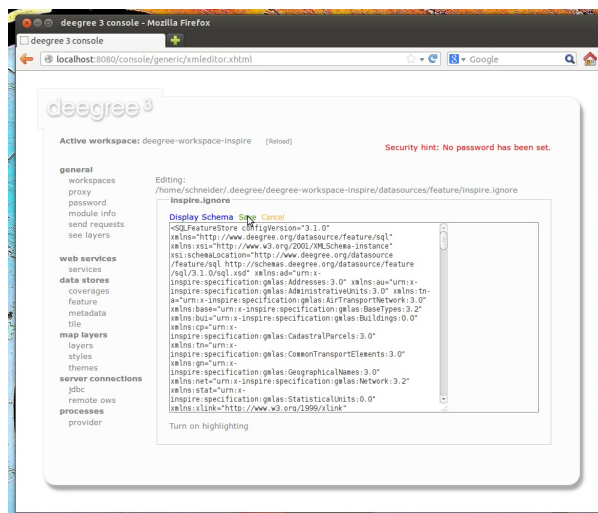 deegree 3 console - Mozilla Firefox
deegree 3 console
localhost:8080/console/generic/xmleditor.xhtml
Google
deegree 3
Active workspace: deegree-workspace-inspire [Reload]
Security hint: No password has been set.
general
workspaces
proxy
password
module info
send requests
see layers
web services
services
data stores
coverages
feature
metadata
tile
map layers
layers
styles
themes
server connections
jdbc
remote ows
processes
provider
Editing:
/home/schneider/.deegree/deegree-workspace-inspire/datasources/feature/inspire.ignore
inspire.ignore
Display Schema Save Cancel
<SQLFeatureStore configVersion="3.1.0"
xmlns="http://www.deegree.org/datasource/feature/sql"
xmlns:xsi="http://www.w3.org/2001/XMLSchema-instance"
xsi:schemaLocation="http://www.deegree.org/datasource
/feature/sql http://schemas.deegree.org/datasource/feature
/sql/3.1.0/sql.xsd" xmlns:ad="urn:x-
inspire:specification:gmlas:Addresses:3.0" xmlns:au="urn:x-
inspire:specification:gmlas:AdministrativeUnits:3.0" xmlns:tn-
a="urn:x-inspire:specification:gmlas:AirTransportNetwork:3.0"
xmlns:base="urn:x-inspire:specification:gmlas:BaseTypes:3.2"
xmlns:bui="urn:x-inspire:specification:gmlas:Buildings:0.0"
xmlns:cp="urn:x-
inspire:specification:gmlas:CadastralParcels:3.0"
xmlns:tn="urn:x-
inspire:specification:gmlas:CommonTransportElements:3.0"
xmlns:gn="urn:x-
inspire:specification:gmlas:GeographicalNames:3.0"
xmlns:net="urn:x-inspire:specification:gmlas:Network:3.2"
xmlns:stat="urn:x-
inspire:specification:gmlas:StatisticalUnits:0.0"
xmlns:xlink="http://www.w3.org/1999/xlink"
Turn on highlighting